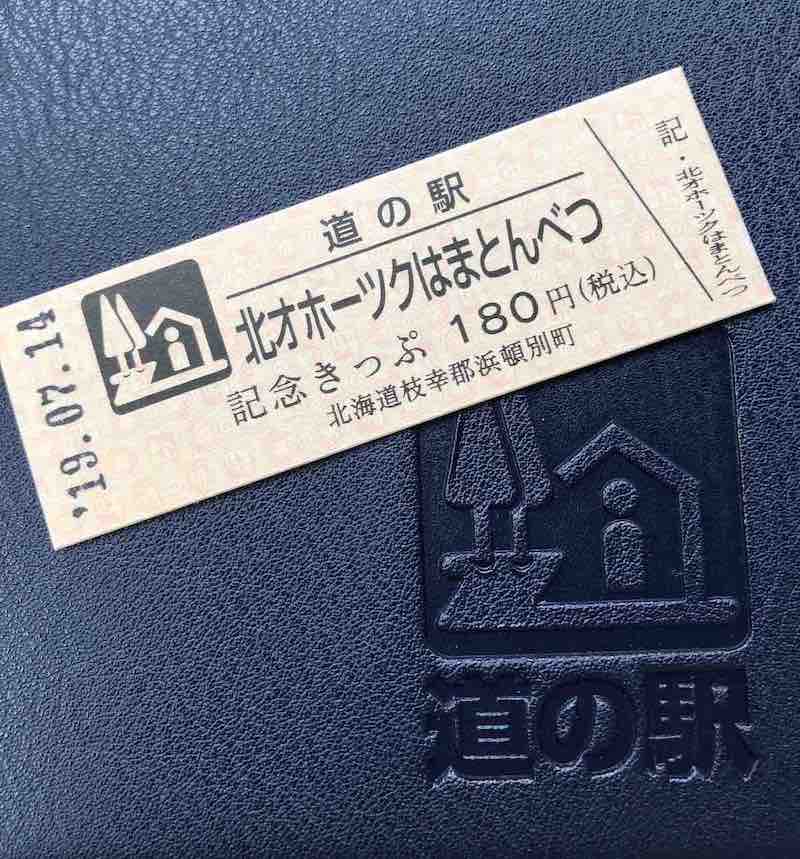 道の駅
北オホーツクはまとんべつ
記念きっぷ 180円(税込)
北海道枝幸郡浜頓別町
'19.07.14
記・北オホーツクはまとんべつ
道の駅